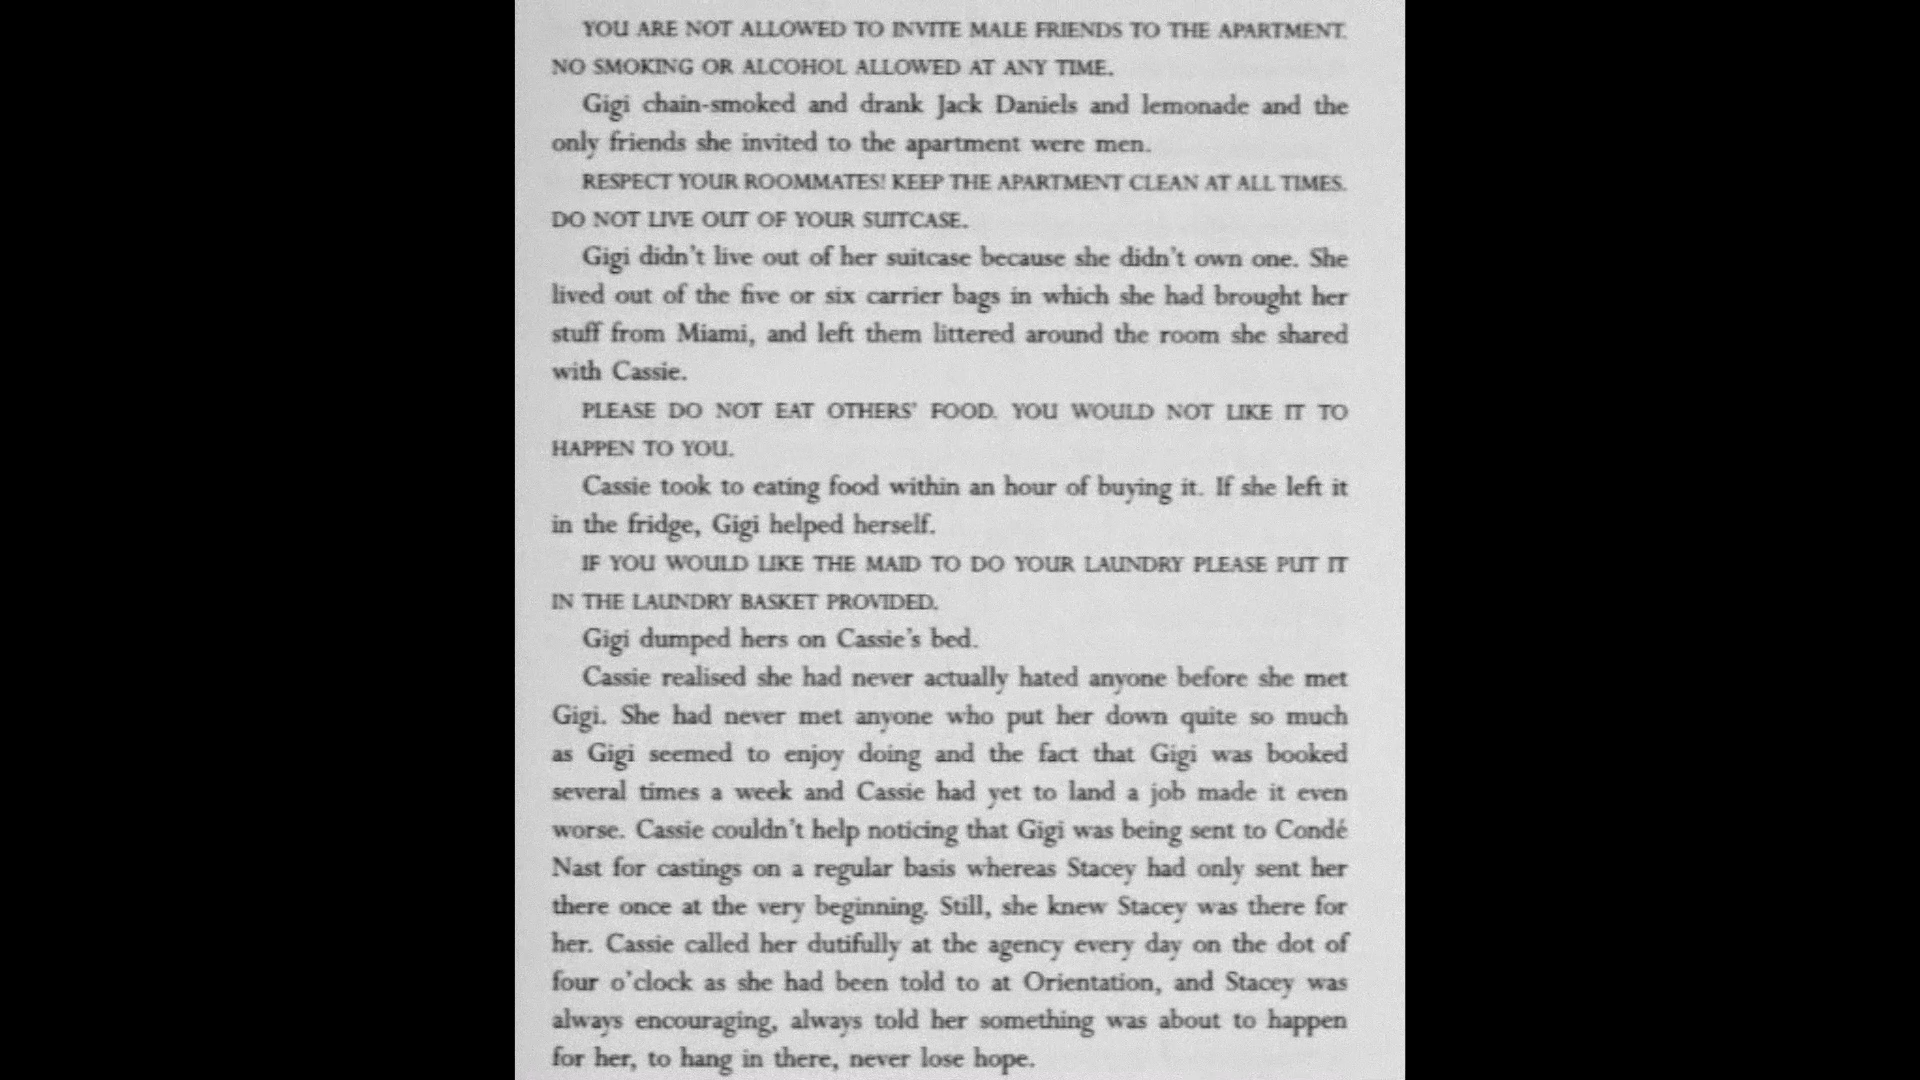 YOU ARE NOT ALLOWED TO INVITE MALE FRIENDS TO THE APARTMENT.
NO SMOKING OR ALCOHOL ALLOWED AT ANY TIME.
Gigi chain-smoked and drank Jack Daniels and lemonade and the
only friends she invited to the apartment were men.
RESPECT YOUR ROOMMATES! KEEP THE APARTMENT CLEAN AT ALL TIMES.
DO NOT LIVE OUT OF YOUR SUITCASE.
Gigi didn't live out of her suitcase because she didn't own one. She
lived out of the five or six carrier bags in which she had brought her
stuff from Miami, and left them littered around the room she shared
with Cassie.
PLEASE DO NOT EAT OTHERS' FOOD. YOU WOULD NOT LIKE IT TO
HAPPEN TO YOU.
Cassie took to eating food within an hour of buying it. If she left it
in the fridge, Gigi helped herself.
IF YOU WOULD LIKE THE MAID TO DO YOUR LAUNDRY PLEASE PUT IT
IN THE LAUNDRY BASKET PROVIDED.
Gigi dumped hers on Cassie's bed.
Cassie realised she had never actually hated anyone before she met
Gigi. She had never met anyone who put her down quite so much
as Gigi seemed to enjoy doing and the fact that Gigi was booked
several times a week and Cassie had yet to land a job made it even
worse. Cassie couldn't help noticing that Gigi was being sent to Condé
Nast for castings on a regular basis whereas Stacey had only sent her
there once at the very beginning. Still, she knew Stacey was there for
her. Cassie called her dutifully at the agency every day on the dot of
four o'clock as she had been told to at Orientation, and Stacey was
always encouraging, always told her something was about to happen
for her, to hang in there, never lose hope.